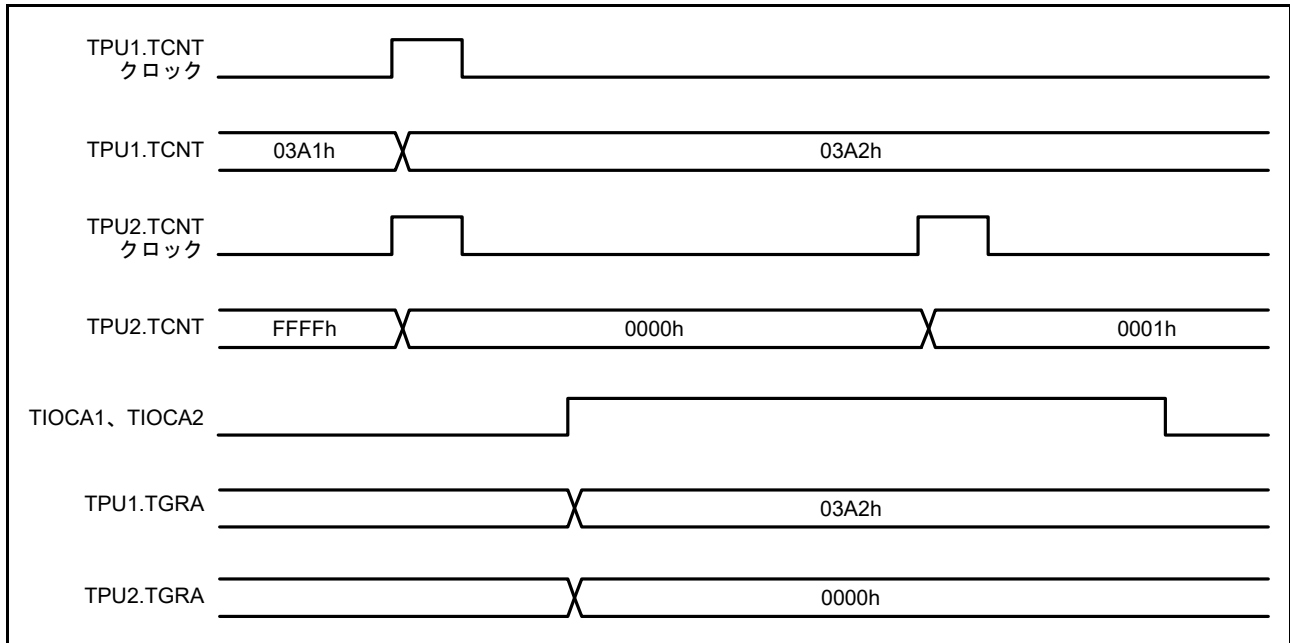 TPU1.TCNT
クロック
TPU1.TCNT
03A1h
03A2h
TPU2.TCNT
クロック
TPU2.TCNT
FFFFh
0000h
0001h
TIOCA1、TIOCA2
TPU1.TGRA
03A2h
TPU2.TGRA
0000h